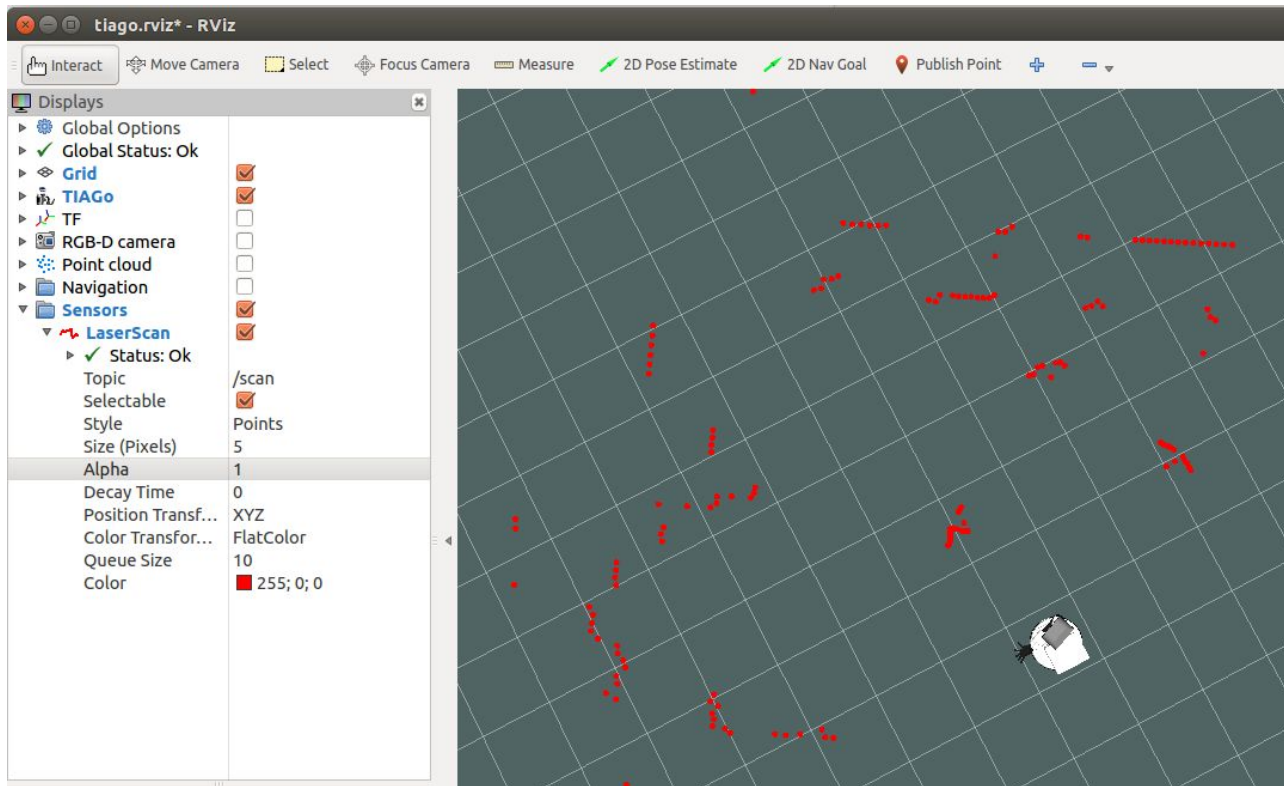 tiago.rviz* - RViz
Interact Move Camera Select Focus Camera Measure 2D Pose Estimate 2D Nav Goal Publish Point
Displays
Global Options
Global Status: Ok
Grid
TIAGo
TF
RGB-D camera
Point cloud
Navigation
Sensors
LaserScan
Status: Ok
Topic /scan
Selectable
Style Points
Size (Pixels) 5
Alpha 1
Decay Time 0
Position Transf... XYZ
Color Transfor... FlatColor
Queue Size 10
Color 255; 0; 0